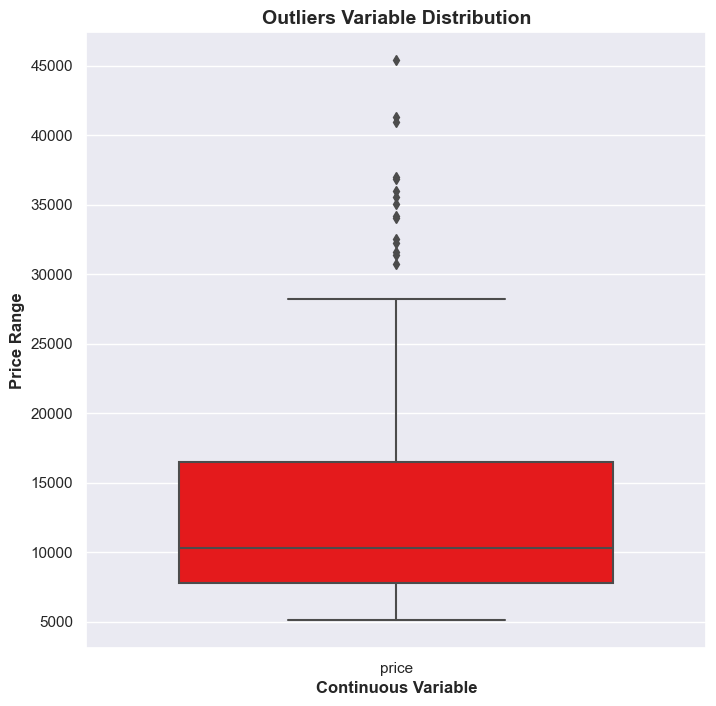 Outliers Variable Distribution
45000
40000
35000
30000
25000
20000
15000
10000
5000
Price Range
price
Continuous Variable